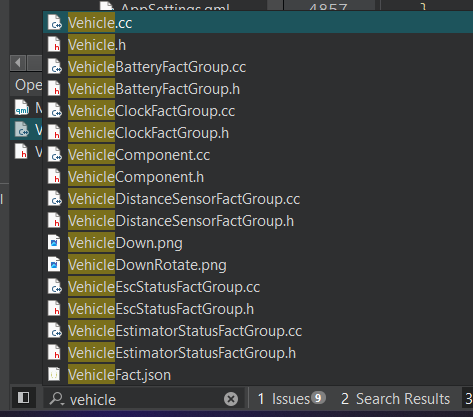 AppSettings.qml
4857
}
Vehicle.cc
Vehicle.h
VehicleBatteryFactGroup.cc
VehicleBatteryFactGroup.h
VehicleClockFactGroup.cc
VehicleClockFactGroup.h
VehicleComponent.cc
VehicleComponent.h
VehicleDistanceSensorFactGroup.cc
VehicleDistanceSensorFactGroup.h
VehicleDown.png
VehicleDownRotate.png
VehicleEscStatusFactGroup.cc
VehicleEscStatusFactGroup.h
VehicleEstimatorStatusFactGroup.cc
VehicleEstimatorStatusFactGroup.h
VehicleFact.json
Ope
M
V
V
vehicle
1 Issues 9
2 Search Results
3